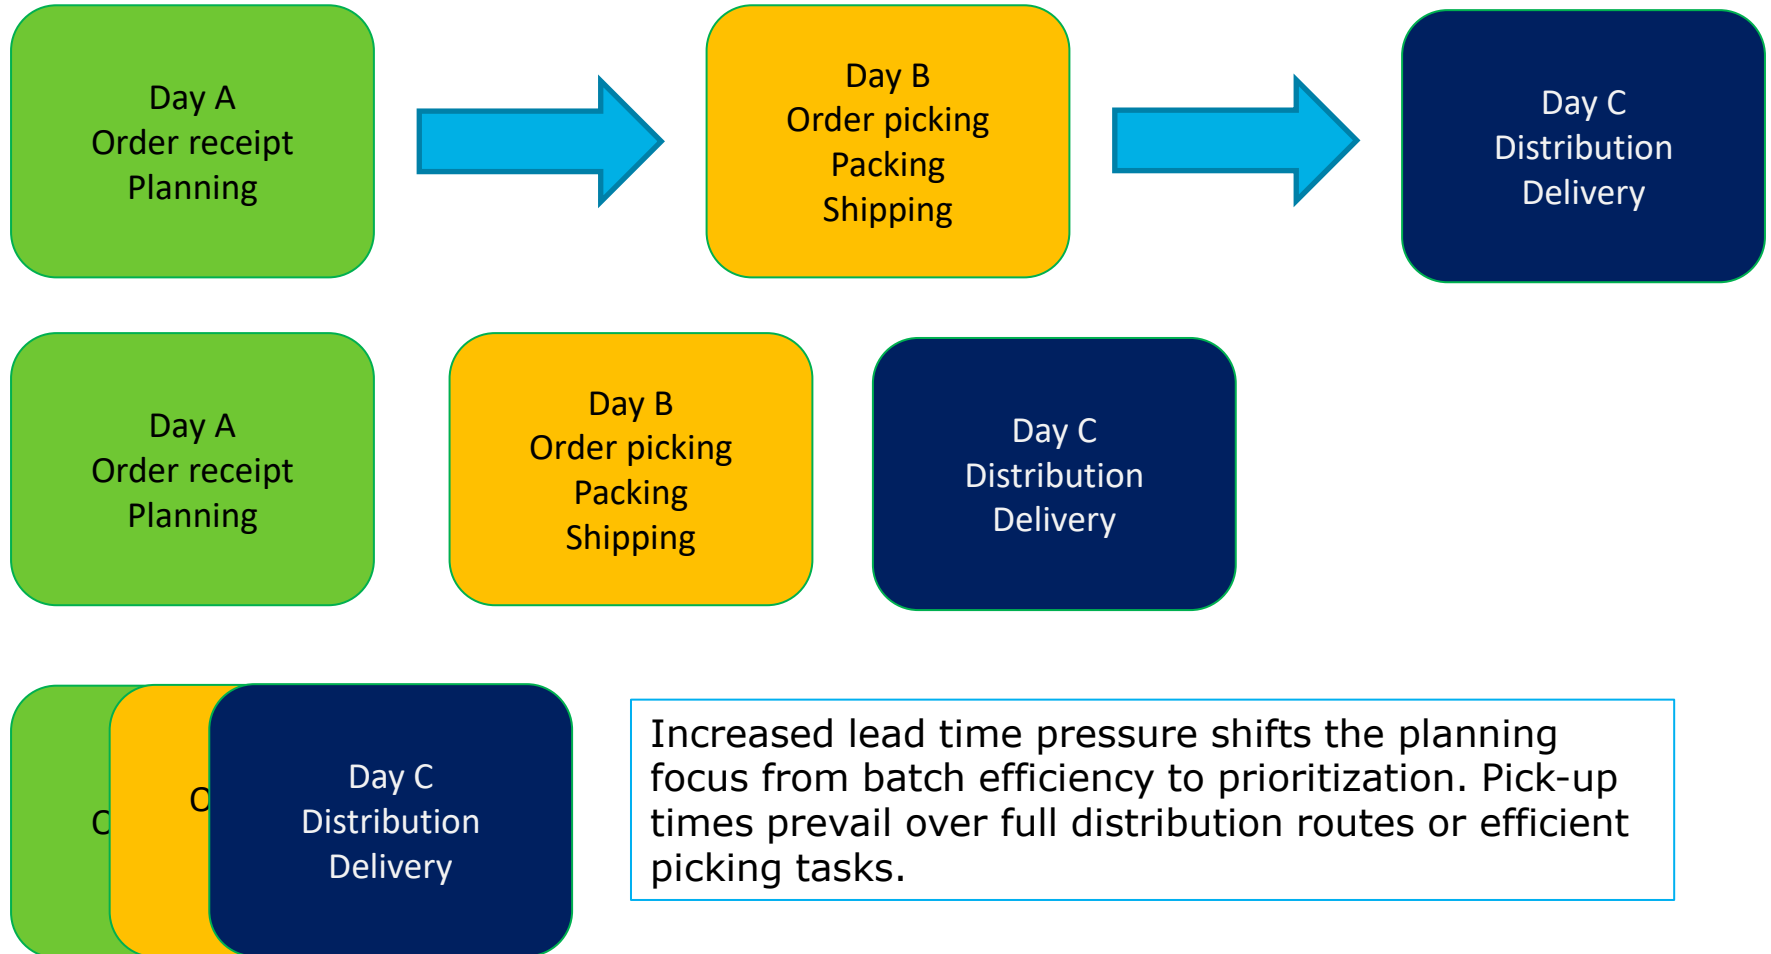 Day A
Order receipt
Planning
Day B
Order picking
Packing
Shipping
Day C
Distribution
Delivery
Day A
Order receipt
Planning
Day B
Order picking
Packing
Shipping
Day C
Distribution
Delivery
O
Day C
Distribution
Delivery
Increased lead time pressure shifts the planning
focus from batch efficiency to prioritization. Pick-up
times prevail over full distribution routes or efficient
picking tasks.